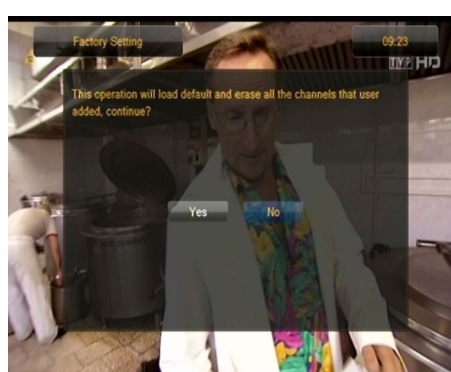 Factory Setting
09:23
TVP HD
This operation will load default and erase all the channels that user
added, continue?
Yes
No